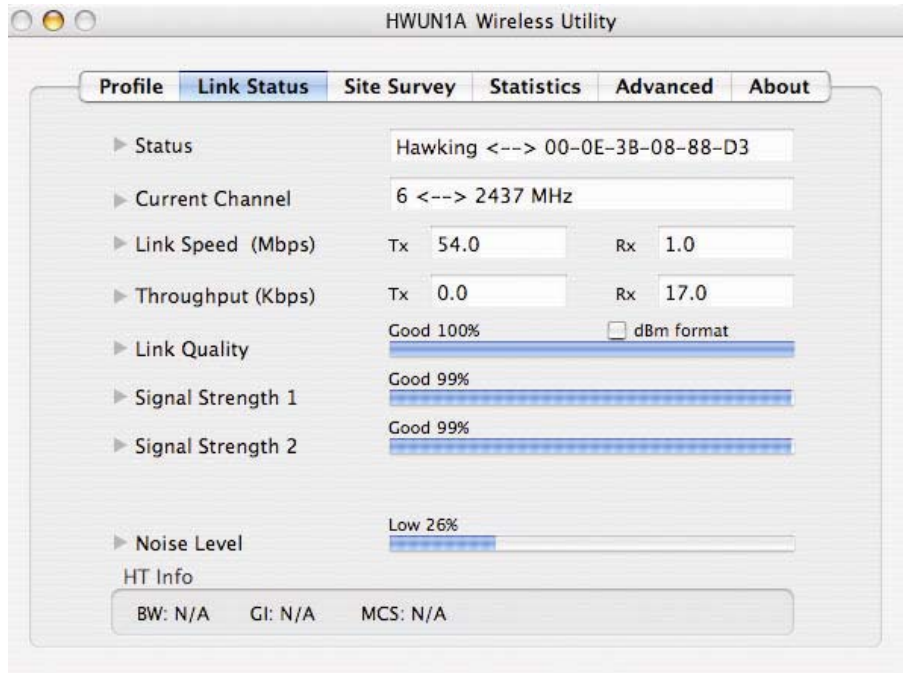 HWUN1A Wireless Utility
Profile Link Status Site Survey Statistics Advanced About
Status Hawking <--> 00-0E-3B-08-88-D3
Current Channel 6 <--> 2437 MHz
Link Speed (Mbps) Tx 54.0 Rx 1.0
Throughput (Kbps) Tx 0.0 Rx 17.0
Good 100% dBm format
Link Quality
Good 99%
Signal Strength 1
Good 99%
Signal Strength 2
Low 26%
Noise Level
HT Info
BW: N/A GI: N/A MCS: N/A